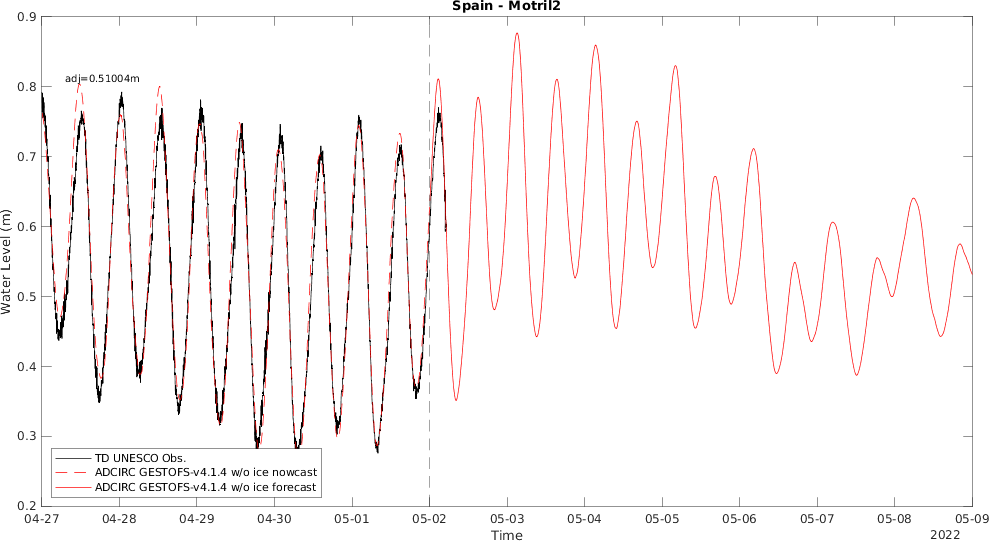 Spain - Motril2
0.9
0.8
0.7
0.6
0.5
0.4
0.3
0.2
Water Level (m)
adj=0.51004m
TD UNESCO Obs.
ADCIRC GESTOFS-v4.1.4 w/o ice nowcast
ADCIRC GESTOFS-v4.1.4 w/o ice forecast
04-27 04-28 04-29 04-30 05-01 05-02 05-03 05-04 05-05 05-06 05-07 05-08 05-09
Time
2022